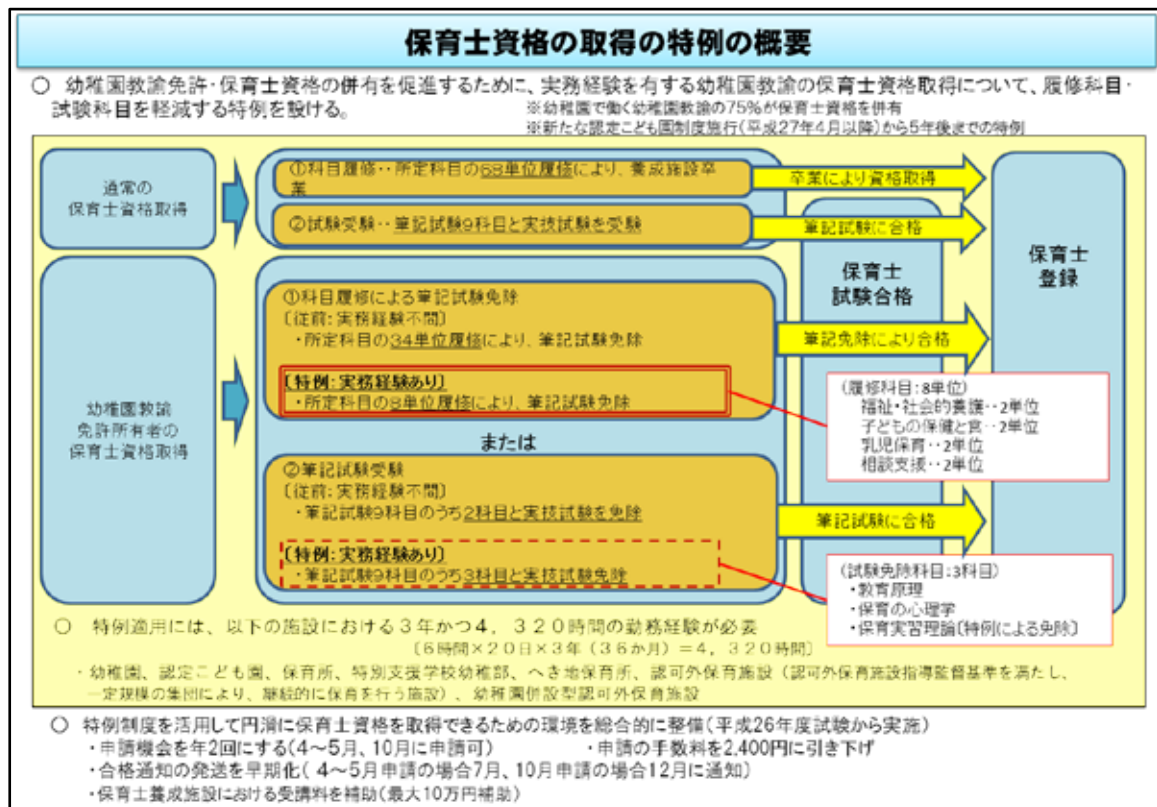 保育士資格の取得の特例の概要
○ 幼稚園教諭免許・保育士資格の併有を促進するために、実務経験を有する幼稚園教諭の保育士資格取得について、履修科目・
試験科目を軽減する特例を設ける。
※幼稚園で働く幼稚園教諭の75%が保育士資格を併有
※新たな認定こども園制度施行(平成27年4月以降)から5年後までの特例
通常の
保育士資格取得
①科目履修‥所定科目の68単位履修により、養成施設卒
業
卒業により資格取得
②試験受験‥筆記試験9科目と実技試験を受験
筆記試験に合格
保育士
試験合格
保育士
登録
幼稚園教諭
免許所有者の
保育士資格取得
①科目履修による筆記試験免除
〔従前:実務経験不問〕
・所定科目の34単位履修により、筆記試験免除
〔特例:実務経験あり〕
・所定科目の8単位履修により、筆記試験免除
筆記免除により合格
(履修科目:8単位)
福祉・社会的養護‥2単位
子どもの保健と食‥2単位
乳児保育‥2単位
相談支援‥2単位
または
②筆記試験受験
〔従前:実務経験不問〕
・筆記試験9科目のうち2科目と実技試験を免除
〔特例:実務経験あり〕
・筆記試験9科目のうち3科目と実技試験免除
筆記試験に合格
(試験免除科目:3科目)
・教育原理
・保育の心理学
・保育実習理論〔特例による免除〕
○ 特例適用には、以下の施設における3年かつ4,320時間の勤務経験が必要
〔6時間×20日×3年(36か月)=4,320時間〕
・幼稚園、認定こども園、保育所、特別支援学校幼稚部、へき地保育所、認可外保育施設(認可外保育施設指導監督基準を満たし、
一定規模の集団により、継続的に保育を行う施設)、幼稚園併設型認可外保育施設
○ 特例制度を活用して円滑に保育士資格を取得できるための環境を総合的に整備(平成26年度試験から実施)
・申請機会を年2回にする(4~5月、10月に申請可) ・申請の手数料を2,400円に引き下げ
・合格通知の発送を早期化( 4~5月申請の場合7月、10月申請の場合12月に通知)
・保育士養成施設における受講料を補助(最大10万円補助)